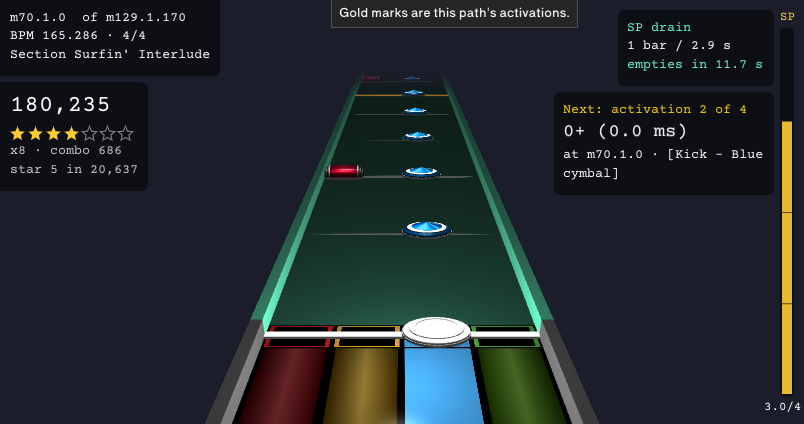 Gold marks are this path's activations.
m70.1.0  of m129.1.170
BPM 165.286 · 4/4
Section Surfin' Interlude
180,235
x8 · combo 686
star 5 in 20,637
SP
SP drain
1 bar / 2.9 s
empties in 11.7 s
Next: activation 2 of 4
0+ (0.0 ms)
at m70.1.0 · [Kick – Blue
cymbal]
3.0/4